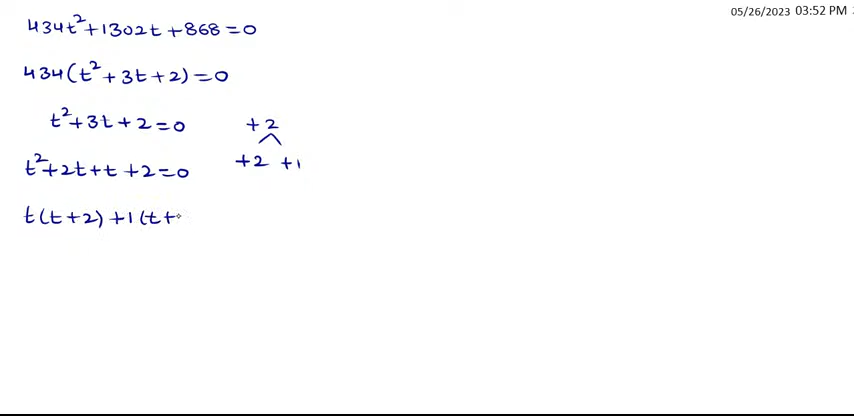 05/26/2023 03:52 PM
434t²+1302t+868=0
434(t²+3t+2)=0
t²+3t+2=0
+2
t²+2t+t+2=0
+2 +1
t(t+2)+1(t+